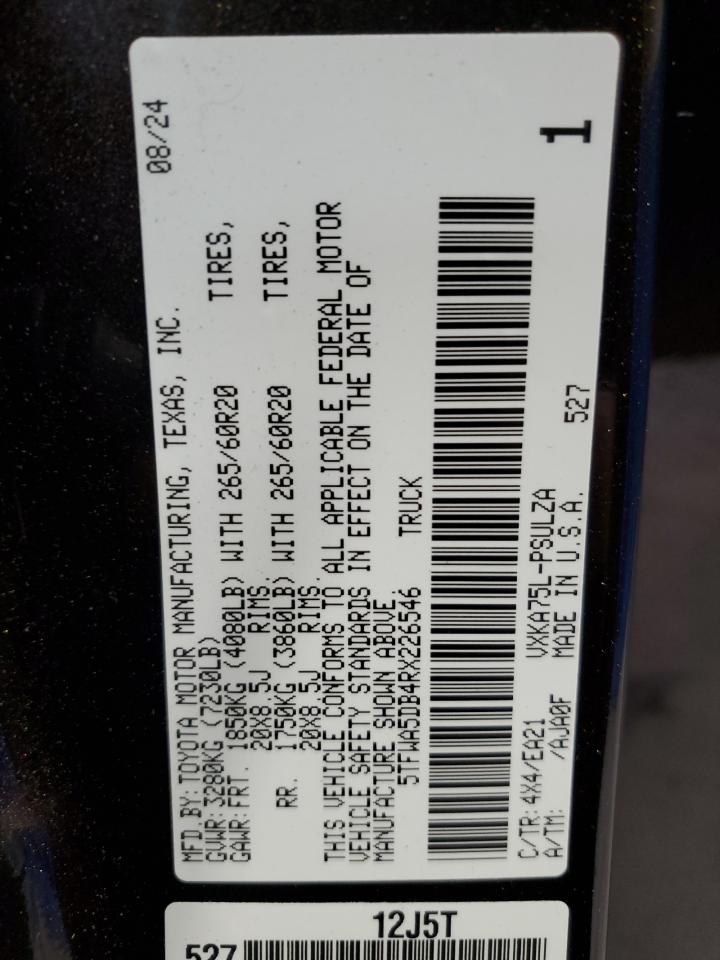 MFD.BY:TOYOTA MOTOR MANUFACTURING, TEXAS, INC. 08/24
GVWR:3280KG (7230LB)
GAWR:FRT. 1850KG (4080LB) WITH 265/60R20 TIRES,
20X8.5J RIMS
RR. 1750KG (3860LB) WITH 265/60R20 TIRES,
20X8.5J RIMS.
THIS VEHICLE CONFORMS TO ALL APPLICABLE FEDERAL MOTOR
VEHICLE SAFETY STANDARDS IN EFFECT ON THE DATE OF
MANUFACTURE SHOWN ABOVE.
5TFWA5DB4RX226546 TRUCK
1
C/TR:4X4/EA21 VXKA75L-PSULZA
A/TM: /AJA0F MADE IN U.S.A. 527
12J5T
527